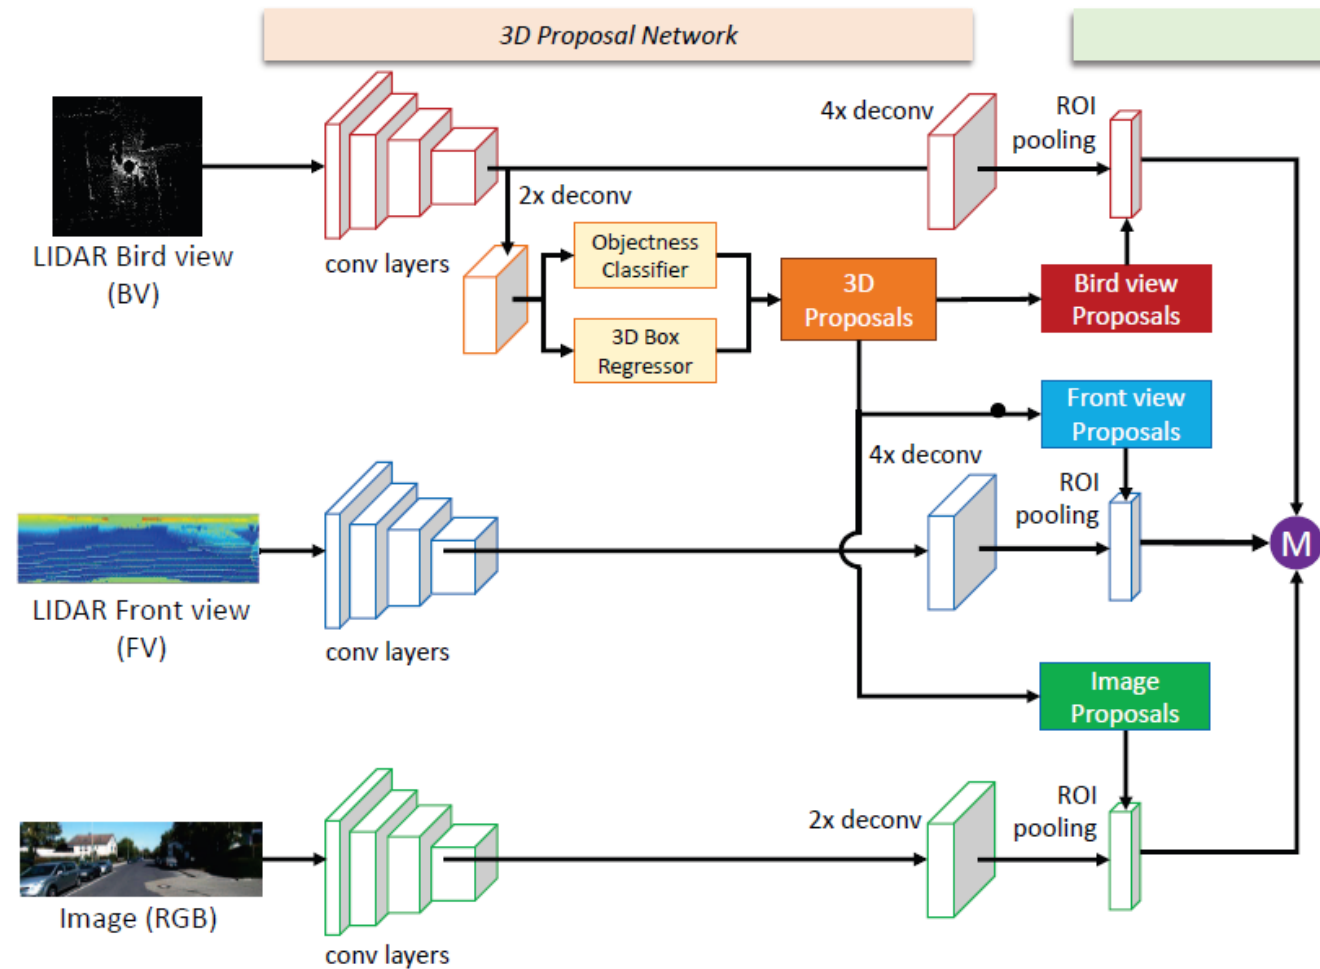 3D Proposal Network
4x deconv
ROI
pooling
2x deconv
LIDAR Bird view
(BV)
conv layers
Objectness
Classifier
3D
Proposals
Bird view
Proposals
3D Box
Regressor
Front view
Proposals
4x deconv
ROI
pooling
M
LIDAR Front view
(FV)
conv layers
Image
Proposals
2x deconv
ROI
pooling
Image (RGB)
conv layers